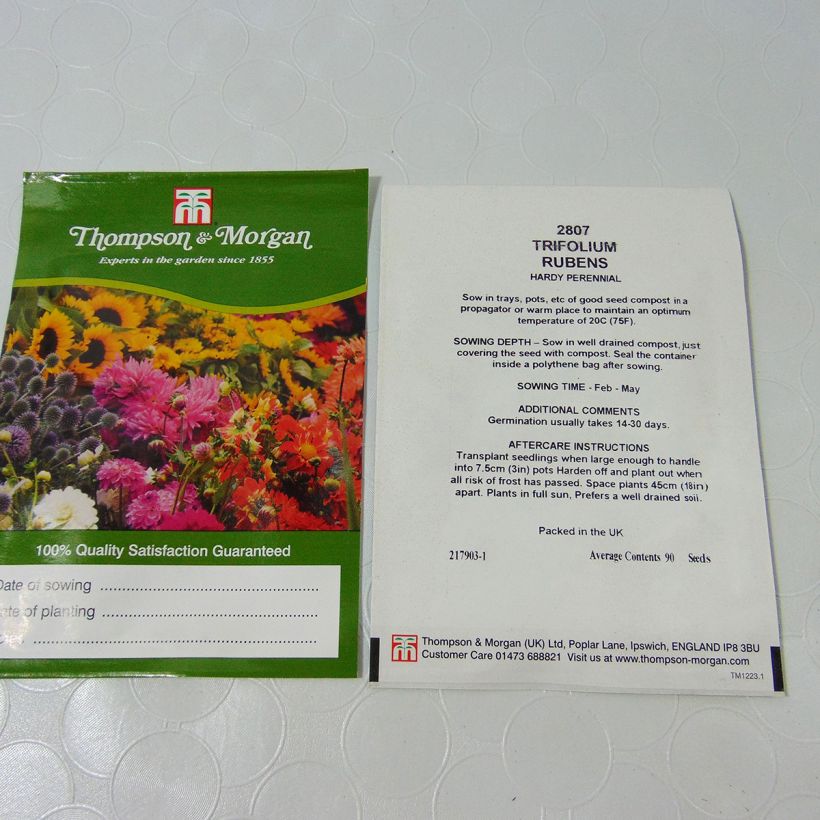 Thompson & Morgan
Experts in the garden since 1855
100% Quality Satisfaction Guaranteed
Date of sowing
of planting
2807
TRIFOLIUM
RUBENS
HARDY PERENNIAL
Sow in trays, pots, etc of good seed compost in a
propagator or warm place to maintain an optimum
temperature of 20C (75F).
SOWING DEPTH – Sow in well drained compost, just
covering the seed with compost. Seal the container
inside a polythene bag after sowing.
SOWING TIME - Feb - May
ADDITIONAL COMMENTS
Germination usually takes 14-30 days.
AFTERCARE INSTRUCTIONS
Transplant seedlings when large enough to handle
into 7.5cm (3in) pots Harden off and plant out when
all risk of frost has passed. Space plants 45cm (18in)
apart. Plants in full sun, Prefers a well drained soil.
Packed in the UK
217903-1 Average Contents 90 Seeds
Thompson & Morgan (UK) Ltd, Poplar Lane, Ipswich, ENGLAND IP8 3BU
Customer Care 01473 688821 Visit us at www.thompson-morgan.com
TM1223.1